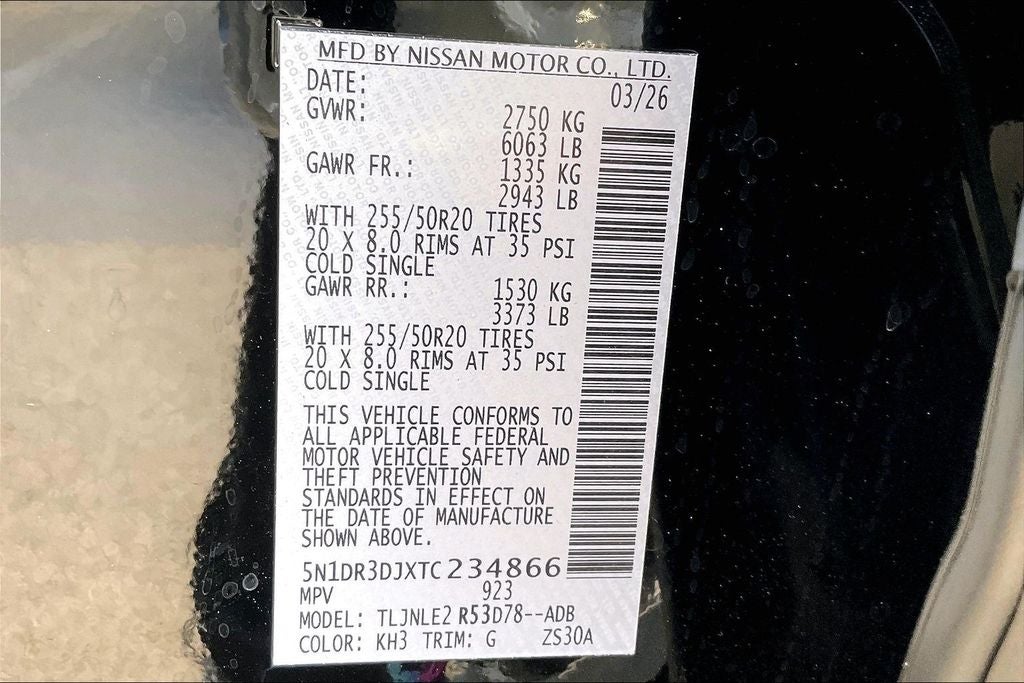 MFD BY NISSAN MOTOR CO., LTD.
DATE: 03/26
GVWR: 2750 KG
6063 LB
GAWR FR.: 1335 KG
2943 LB
WITH 255/50R20 TIRES
20 X 8.0 RIMS AT 35 PSI
COLD SINGLE
GAWR RR.: 1530 KG
3373 LB
WITH 255/50R20 TIRES
20 X 8.0 RIMS AT 35 PSI
COLD SINGLE
THIS VEHICLE CONFORMS TO
ALL APPLICABLE FEDERAL
MOTOR VEHICLE SAFETY AND
THEFT PREVENTION
STANDARDS IN EFFECT ON
THE DATE OF MANUFACTURE
SHOWN ABOVE.
5N1DR3DJXTC234866
MPV 923
MODEL: TLJNLE2 R53D78--ADB
COLOR: KH3 TRIM: G ZS30A